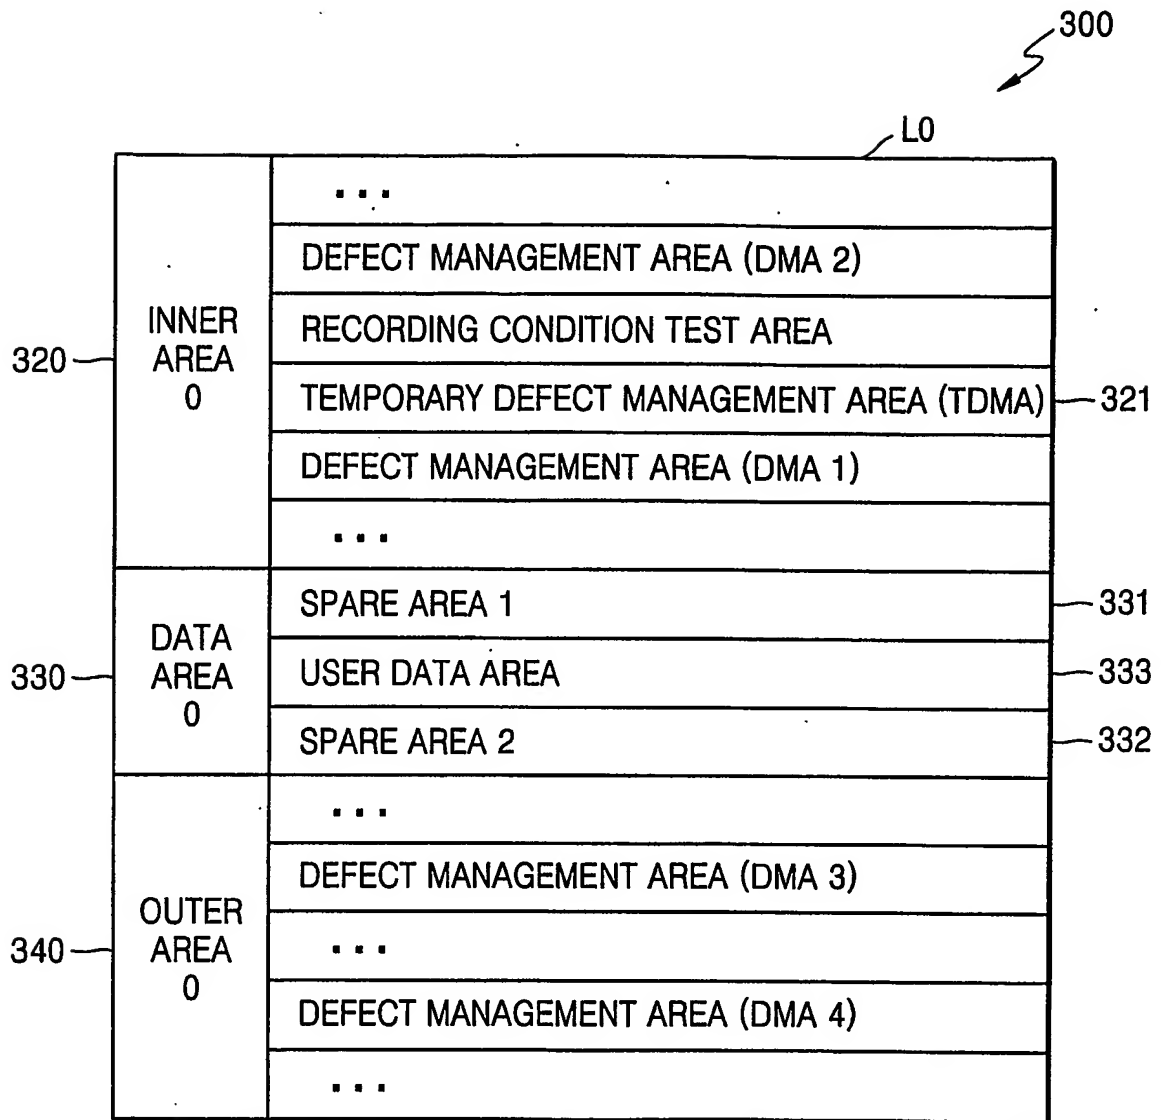 300
L0
INNER
AREA
0
320
...
DEFECT MANAGEMENT AREA (DMA 2)
RECORDING CONDITION TEST AREA
TEMPORARY DEFECT MANAGEMENT AREA (TDMA)
321
DEFECT MANAGEMENT AREA (DMA 1)
...
DATA
AREA
0
330
SPARE AREA 1
331
USER DATA AREA
333
SPARE AREA 2
332
OUTER
AREA
0
340
...
DEFECT MANAGEMENT AREA (DMA 3)
...
DEFECT MANAGEMENT AREA (DMA 4)
...